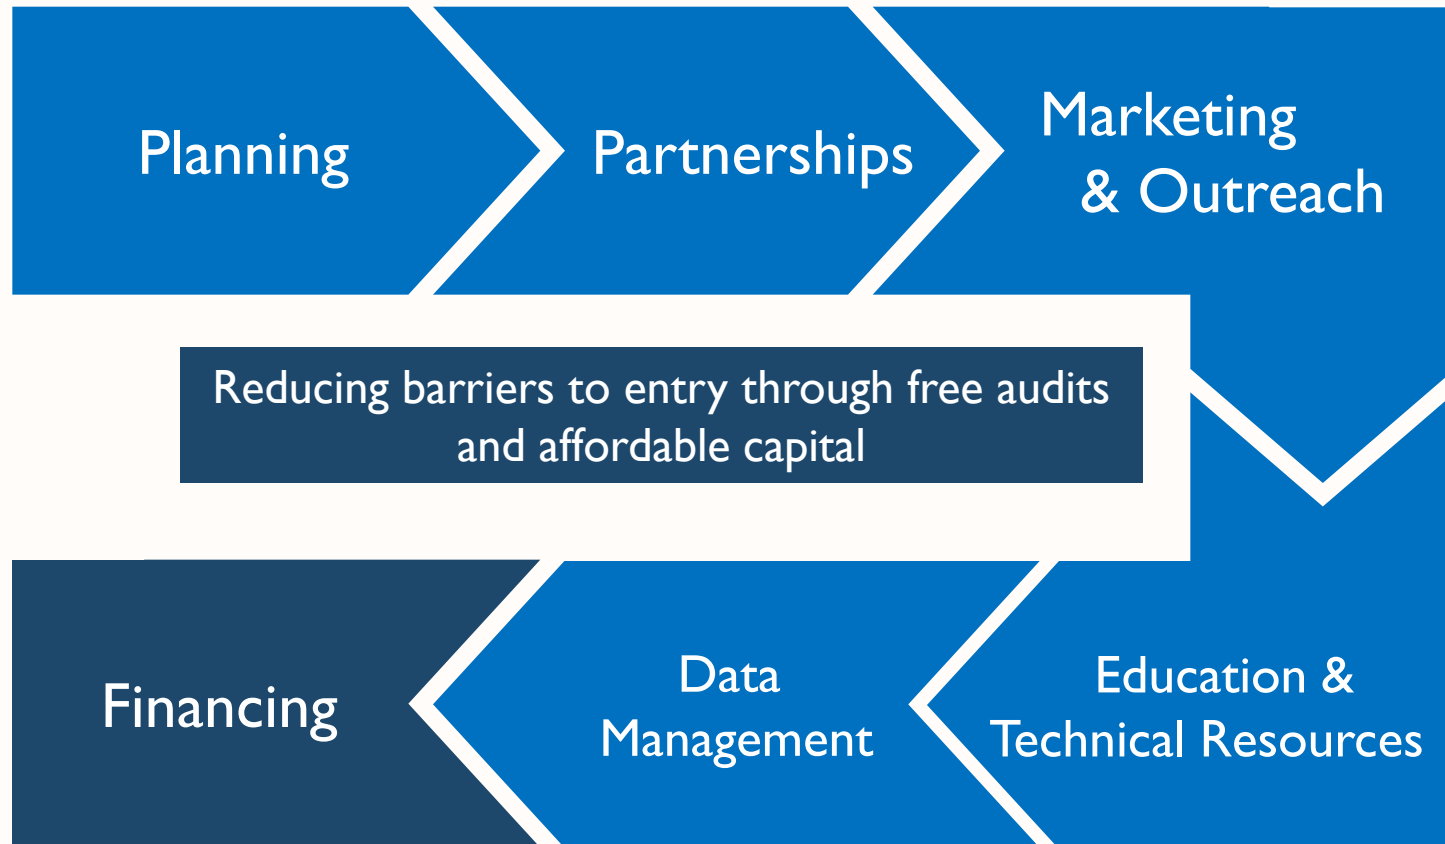 Planning
Partnerships
Marketing
& Outreach
Reducing barriers to entry through free audits
and affordable capital
Financing
Data
Management
Education &
Technical Resources